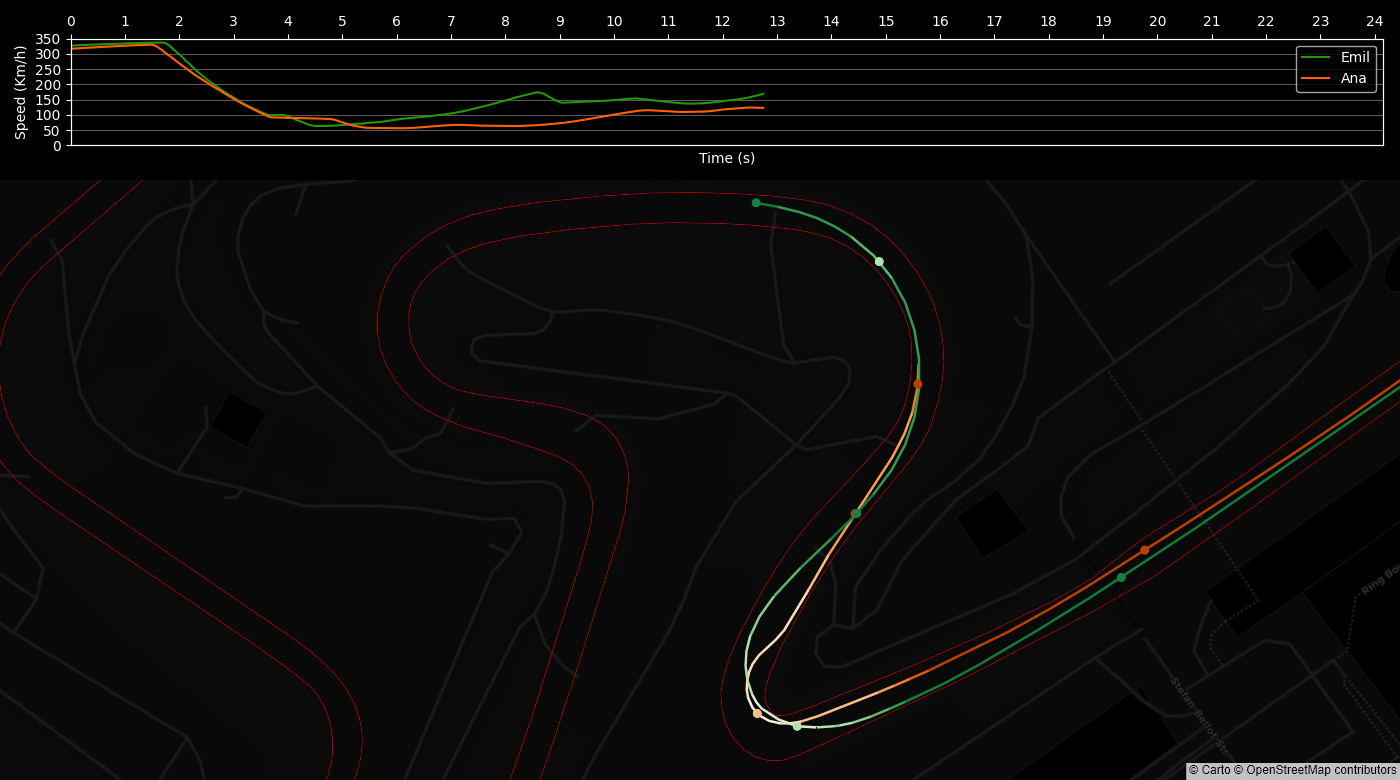 0 1 2 3 4 5 6 7 8 9 10 11 12 13 14 15 16 17 18 19 20 21 22 23 24
350
300
250
200
150
100
50
0
Speed (Km/h)
Emil
Ana
Time (s)
Ring Bo
Stefan-Bellof-Str
© Carto © OpenStreetMap contributors